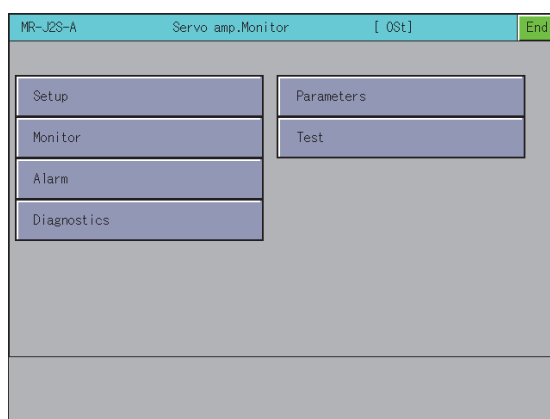 MR-J2S-A Servo amp.Monitor [ 0St] End
Setup Parameters
Monitor Test
Alarm
Diagnostics